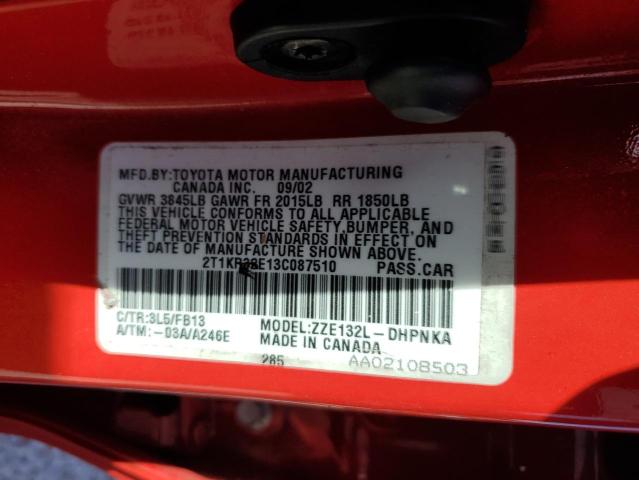 MFD.BY:TOYOTA MOTOR MANUFACTURING
CANADA INC. 09/02
GVWR 3845LB GAWR FR 2015LB RR 1850LB
THIS VEHICLE CONFORMS TO ALL APPLICABLE
FEDERAL MOTOR VEHICLE SAFETY,BUMPER, AND
THEFT PREVENTION STANDARDS IN EFFECT ON
THE DATE OF MANUFACTURE SHOWN ABOVE.
PASS.CAR
C/TR:3L5/FB13 MODEL:ZZE132L-DHPNKA
A/TM:-03A/A246E MADE IN CANADA
285 AA02108503